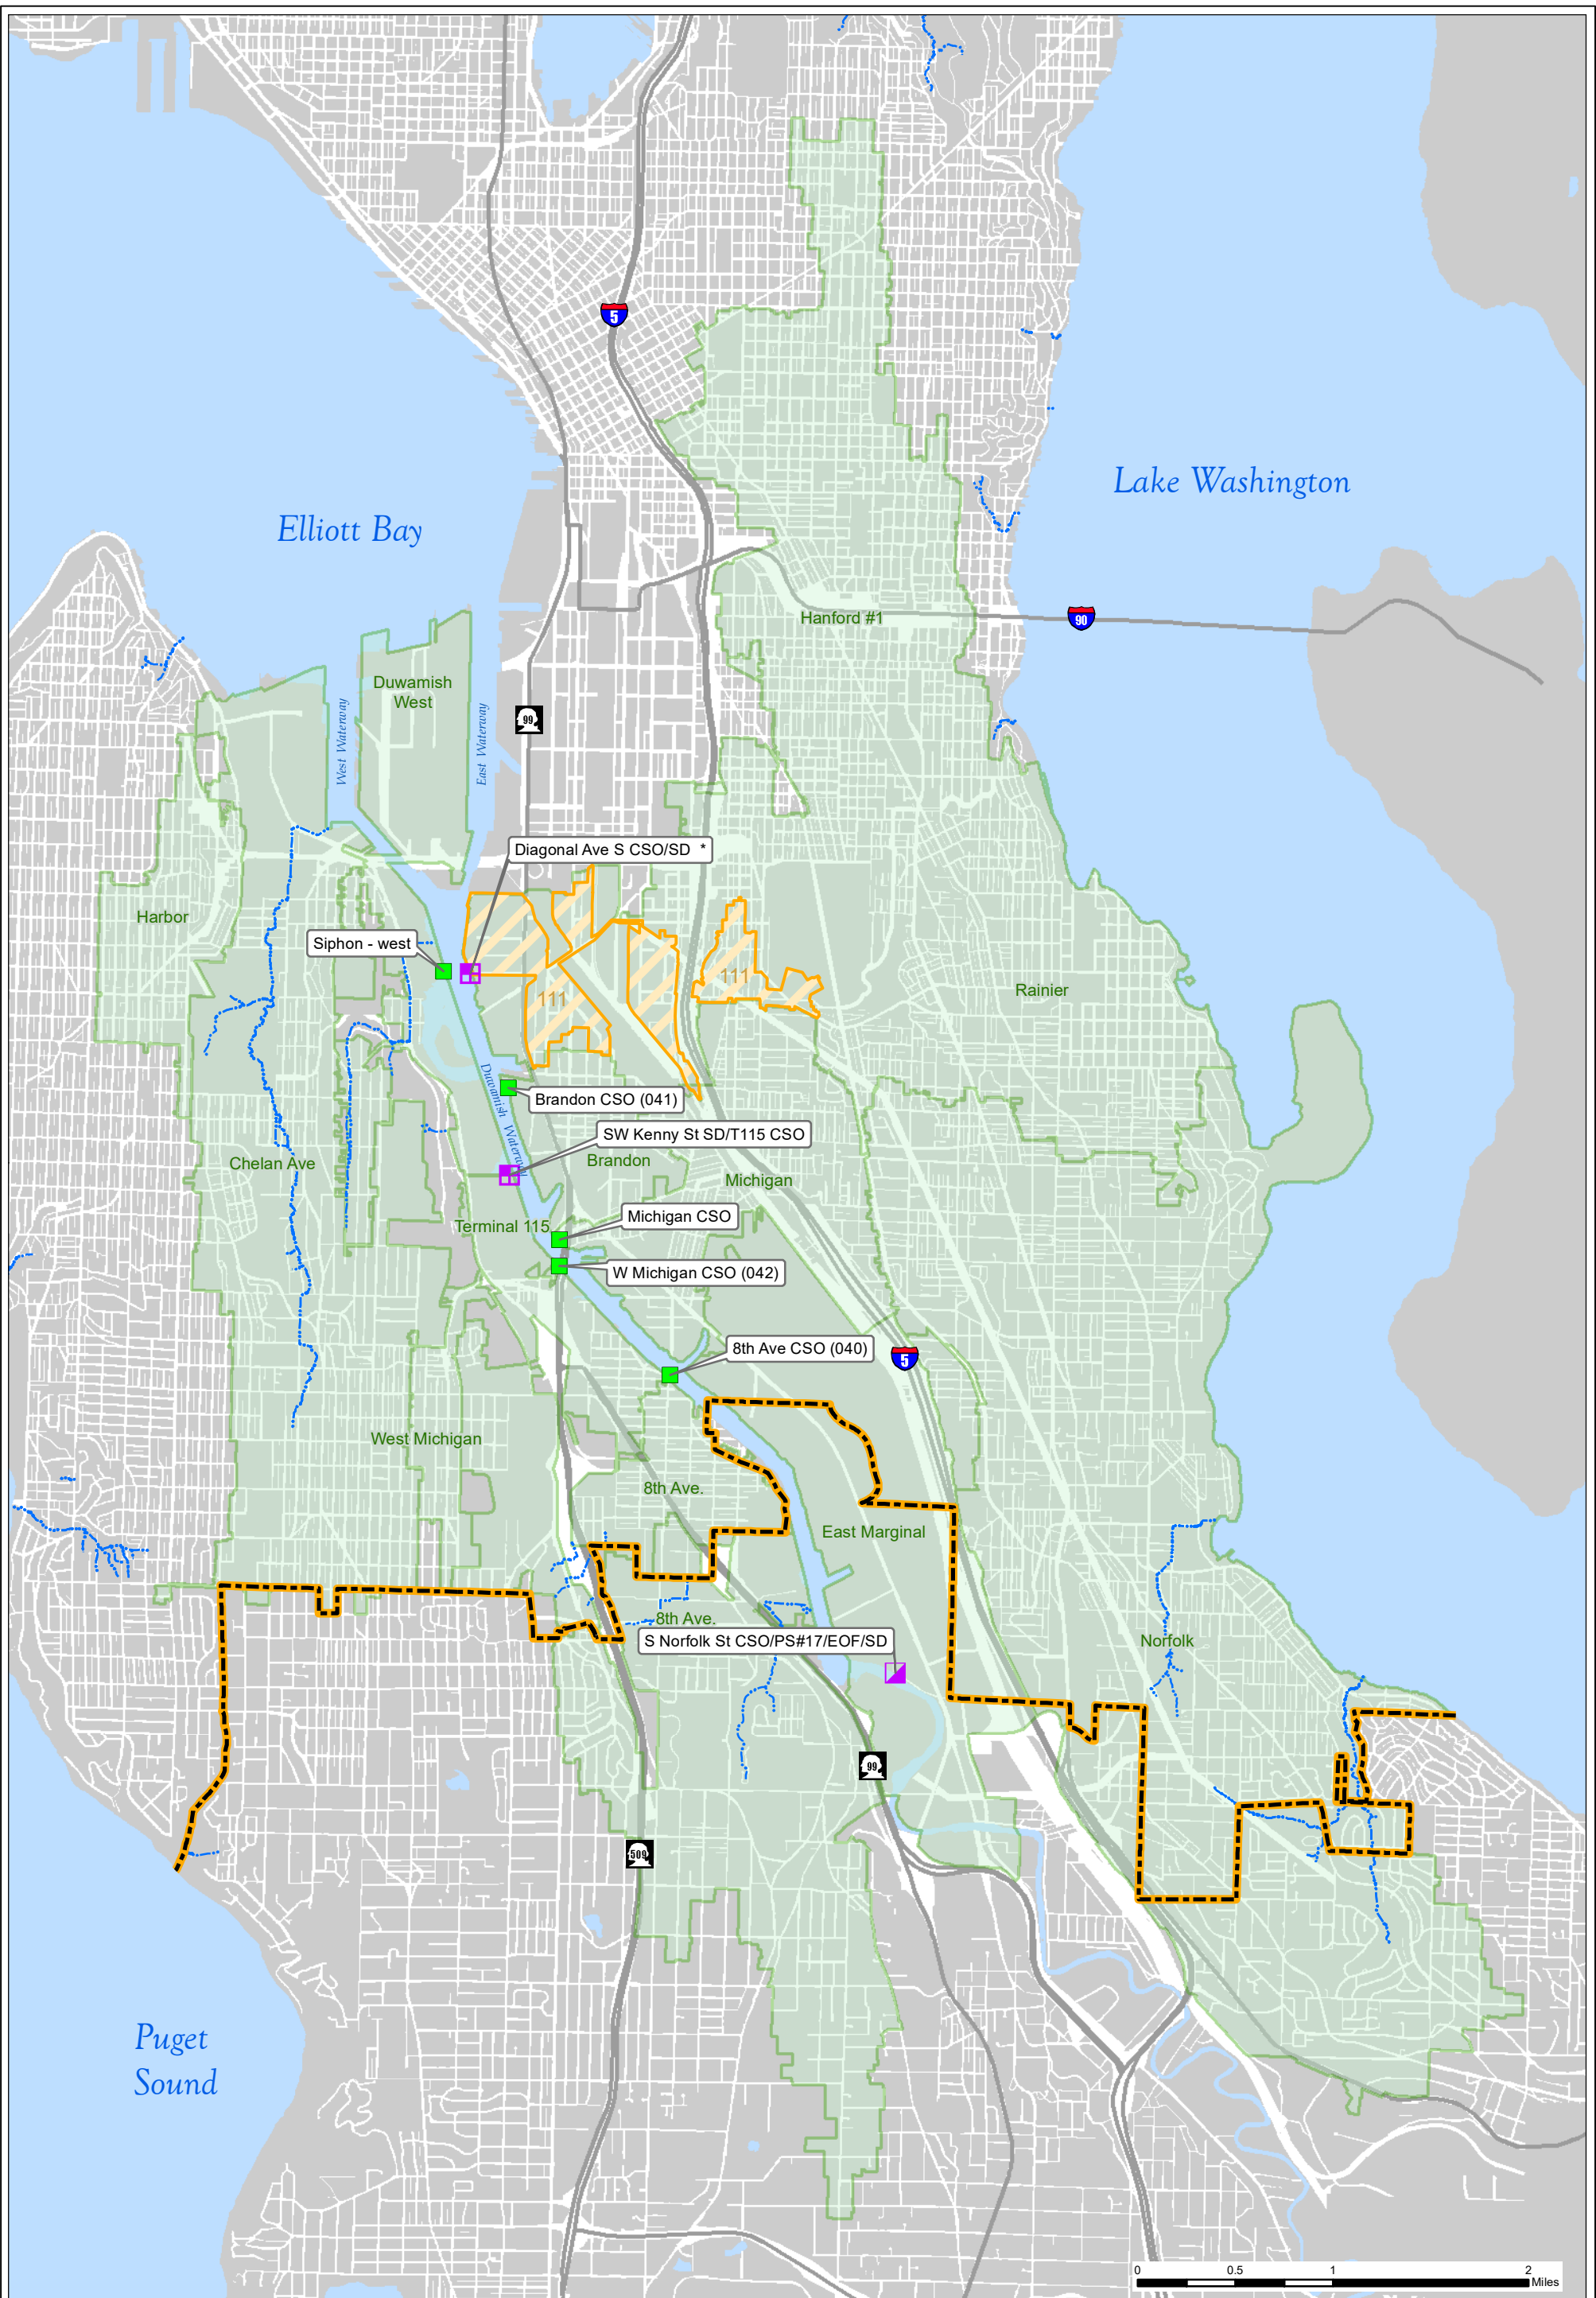 5
Lake Washington
Elliott Bay
Hanford #1
90
Duwamish
West
West Waterway
East Waterway
99
Diagonal Ave S CSO/SD *
Harbor
Siphon - west
111
111
Rainier
Duwamish Waterway
Brandon CSO (041)
SW Kenny St SD/T115 CSO
Brandon
Chelan Ave
Michigan
Michigan CSO
Terminal 115
W Michigan CSO (042)
8th Ave CSO (040)
5
West Michigan
8th Ave.
East Marginal
8th Ave.
S Norfolk St CSO/PS#17/EOF/SD
Norfolk
99
509
Puget
Sound
0 0.5 1 2
Miles